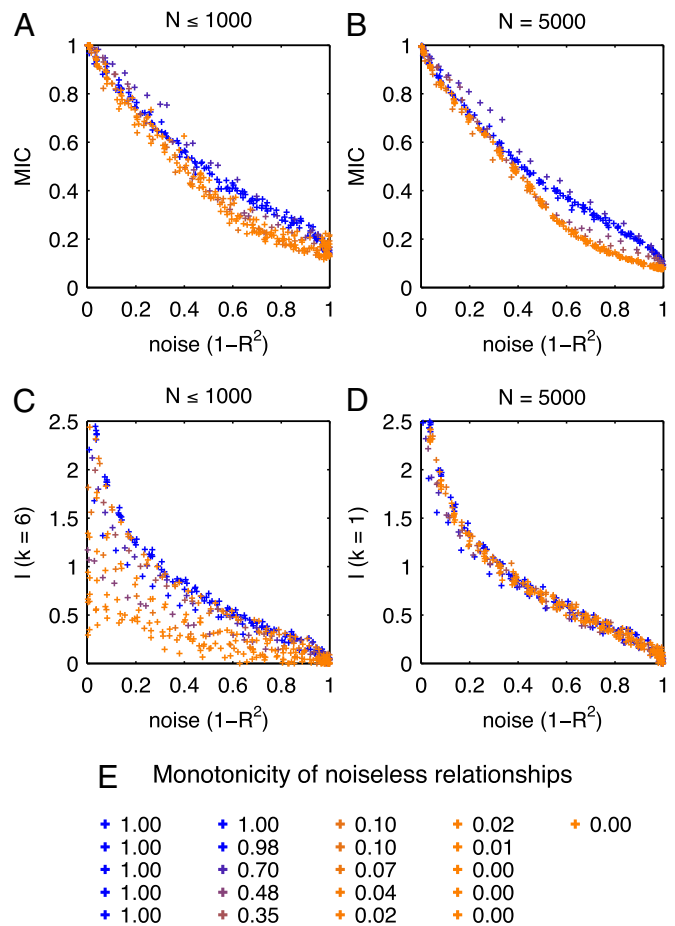 A N ≤ 1000
B N = 5000
1 0.8 0.6 0.4 0.2 0
MIC
0 0.2 0.4 0.6 0.8 1
noise (1−R²)
1 0.8 0.6 0.4 0.2 0
MIC
0 0.2 0.4 0.6 0.8 1
noise (1−R²)
C N ≤ 1000
D N = 5000
2.5 2 1.5 1 0.5 0
I (k = 6)
0 0.2 0.4 0.6 0.8 1
noise (1−R²)
2.5 2 1.5 1 0.5 0
I (k = 1)
0 0.2 0.4 0.6 0.8 1
noise (1−R²)
E Monotonicity of noiseless relationships
1.00 1.00 0.10 0.02 0.00
1.00 0.98 0.10 0.01
1.00 0.70 0.07 0.00
1.00 0.48 0.04 0.00
1.00 0.35 0.02 0.00